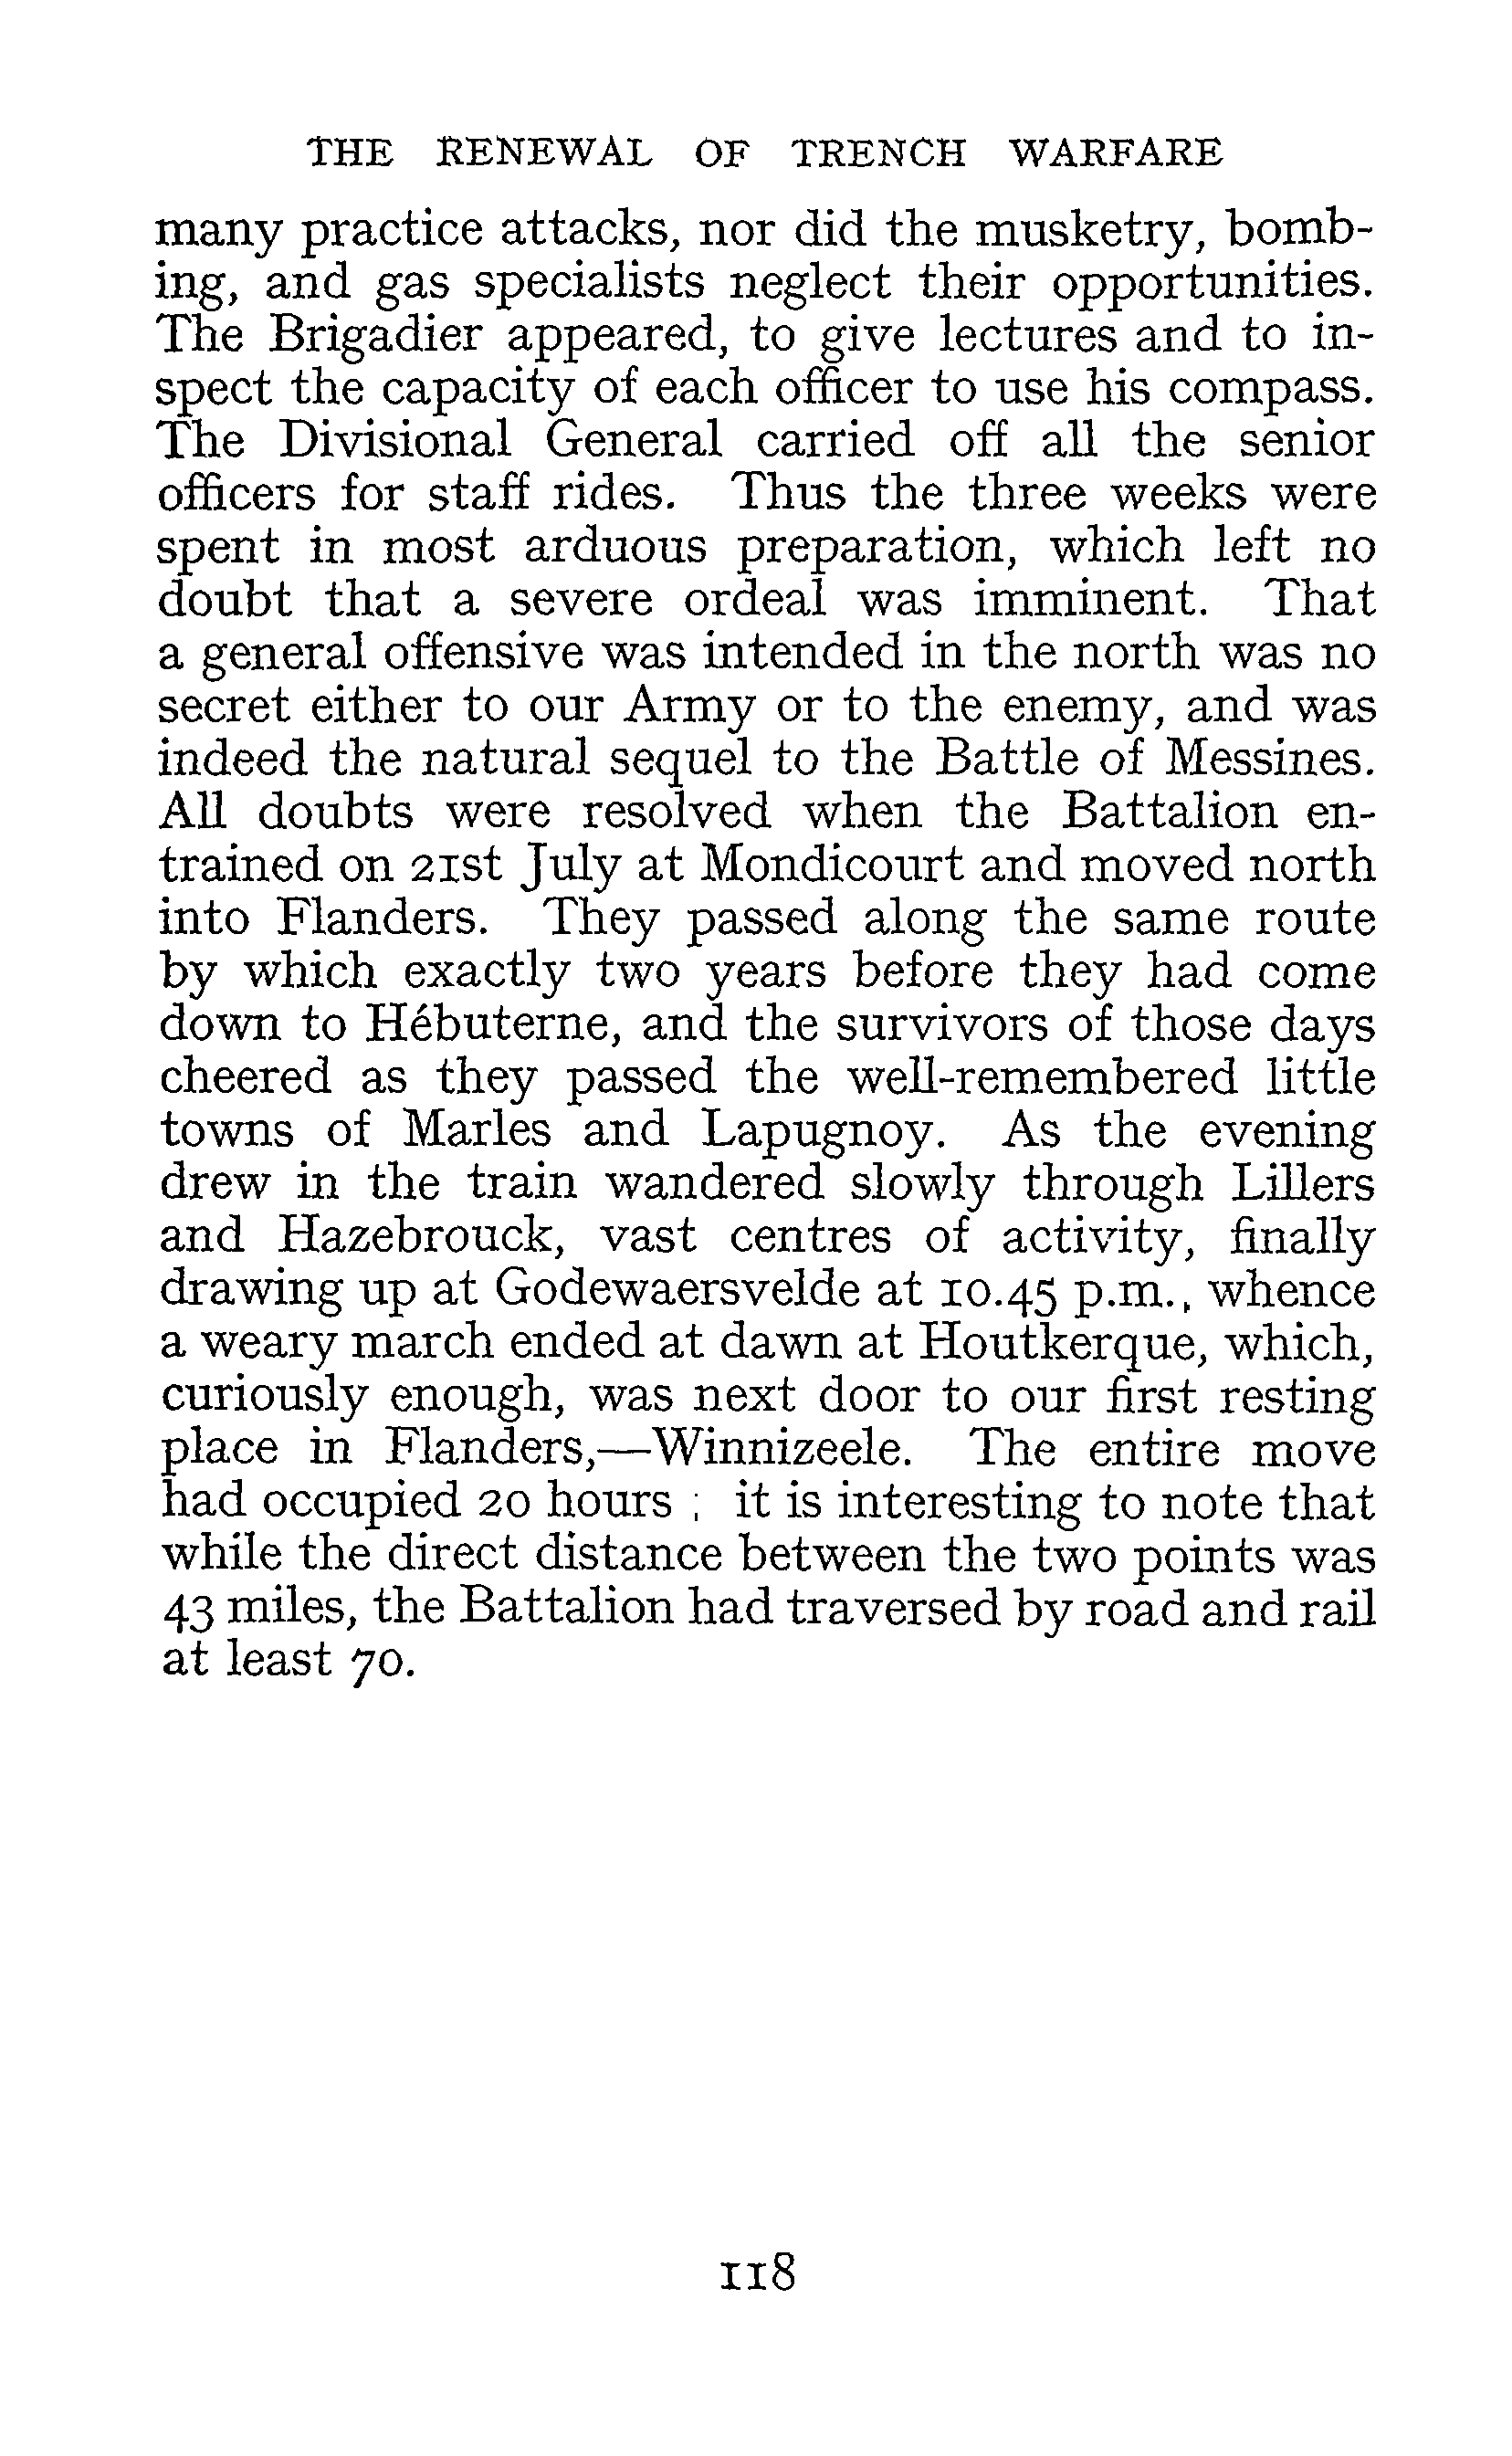 THE RENEWAL OF TRENCH WARFARE
many practice attacks, nor did the musketry, bomb-
ing, and gas specialists neglect their opportunities.
The Brigadier appeared, to give lectures and to in-
spect the capacity of each officer to use his compass.
The Divisional General carried off all the senior
officers for staff rides. Thus the three weeks were
spent in most arduous preparation, which left no
doubt that a severe ordeal was imminent. That
a general offensive was intended in the north was no
secret either to our Army or to the enemy, and was
indeed the natural sequel to the Battle of Messines.
All doubts were resolved when the Battalion en-
trained on 21st July at Mondicourt and moved north
into Flanders. They passed along the same route
by which exactly two years before they had come
down to Hébuterne, and the survivors of those days
cheered as they passed the well-remembered little
towns of Marles and Lapugnoy. As the evening
drew in the train wandered slowly through Lillers
and Hazebrouck, vast centres of activity, finally
drawing up at Godewaersvelde at 10.45 p.m., whence
a weary march ended at dawn at Houtkerque, which,
curiously enough, was next door to our first resting
place in Flanders,—Winnizeele. The entire move
had occupied 20 hours ; it is interesting to note that
while the direct distance between the two points was
43 miles, the Battalion had traversed by road and rail
at least 70.
118